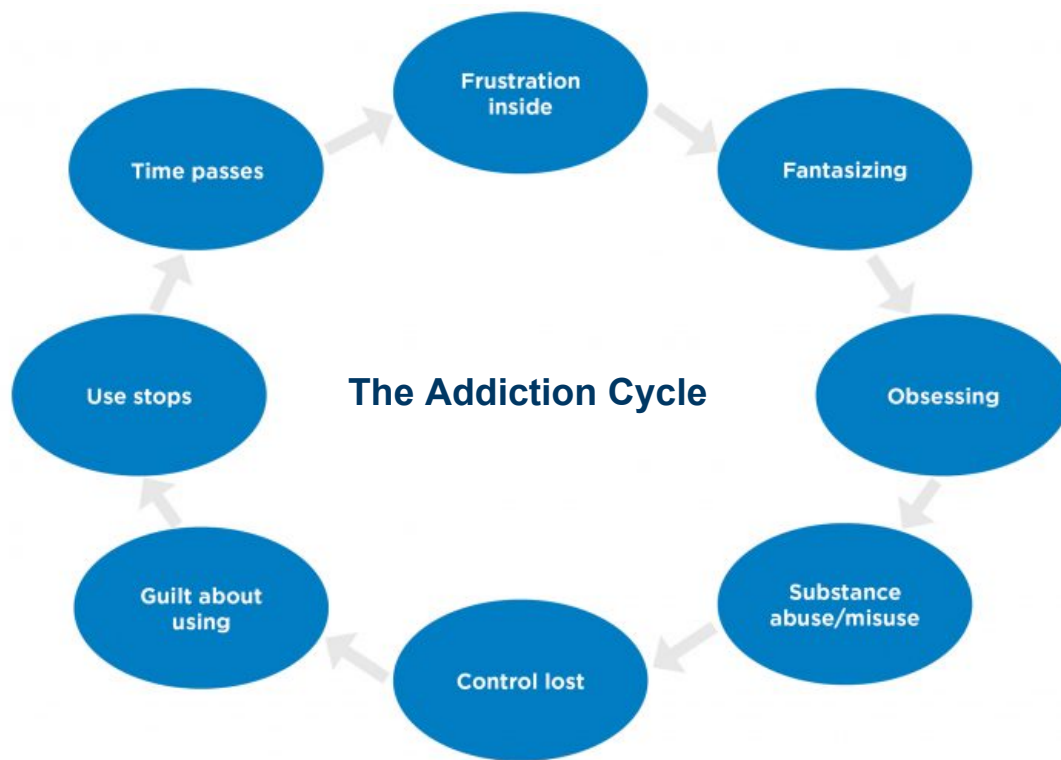 Frustration
inside
Fantasizing
Obsessing
Substance
abuse/misuse
Control lost
Guilt about
using
Use stops
Time passes
The Addiction Cycle